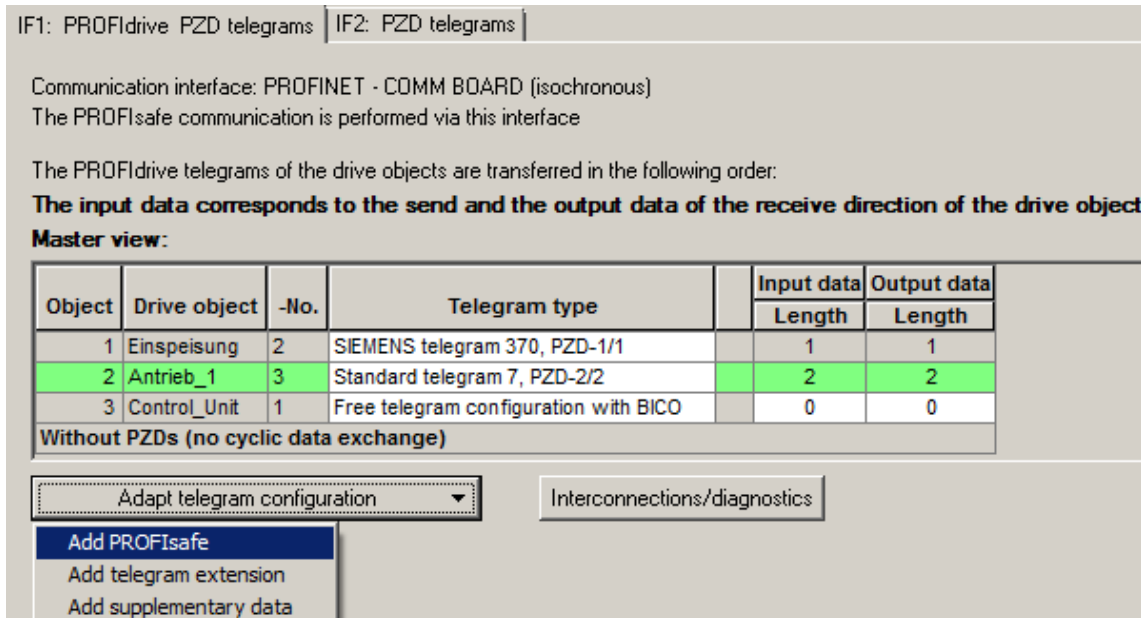 IF1: PROFIdrive PZD telegrams IF2: PZD telegrams
Communication interface: PROFINET - COMM BOARD (isochronous)
The PROFIsafe communication is performed via this interface
The PROFIdrive telegrams of the drive objects are transferred in the following order:
The input data corresponds to the send and the output data of the receive direction of the drive object
Master view:
Object Drive object -No. Telegram type Input data Output data
Length Length
1 Einspeisung 2 SIEMENS telegram 370, PZD-1/1 1 1
2 Antrieb_1 3 Standard telegram 7, PZD-2/2 2 2
3 Control_Unit 1 Free telegram configuration with BICO 0 0
Without PZDs (no cyclic data exchange)
Adapt telegram configuration Interconnections/diagnostics
Add PROFIsafe
Add telegram extension
Add supplementary data